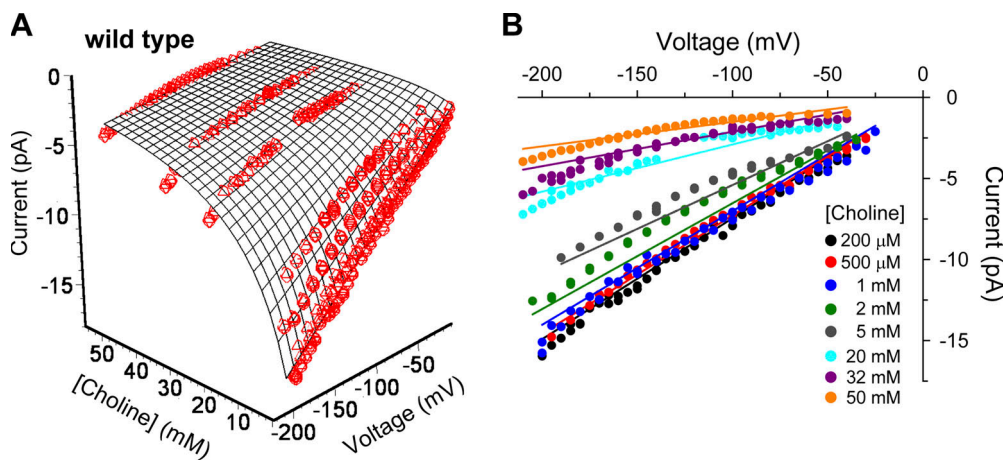 A
wild type
0
-5
-10
-15
Current (pA)
50
40
30
20
10
[Choline] (mM)
-200
-150
-100
-50
Voltage (mV)
B
Voltage (mV)
-200
-150
-100
-50
0
0
-5
-10
-15
Current (pA)
[Choline]
200 μM
500 μM
1 mM
2 mM
5 mM
20 mM
32 mM
50 mM